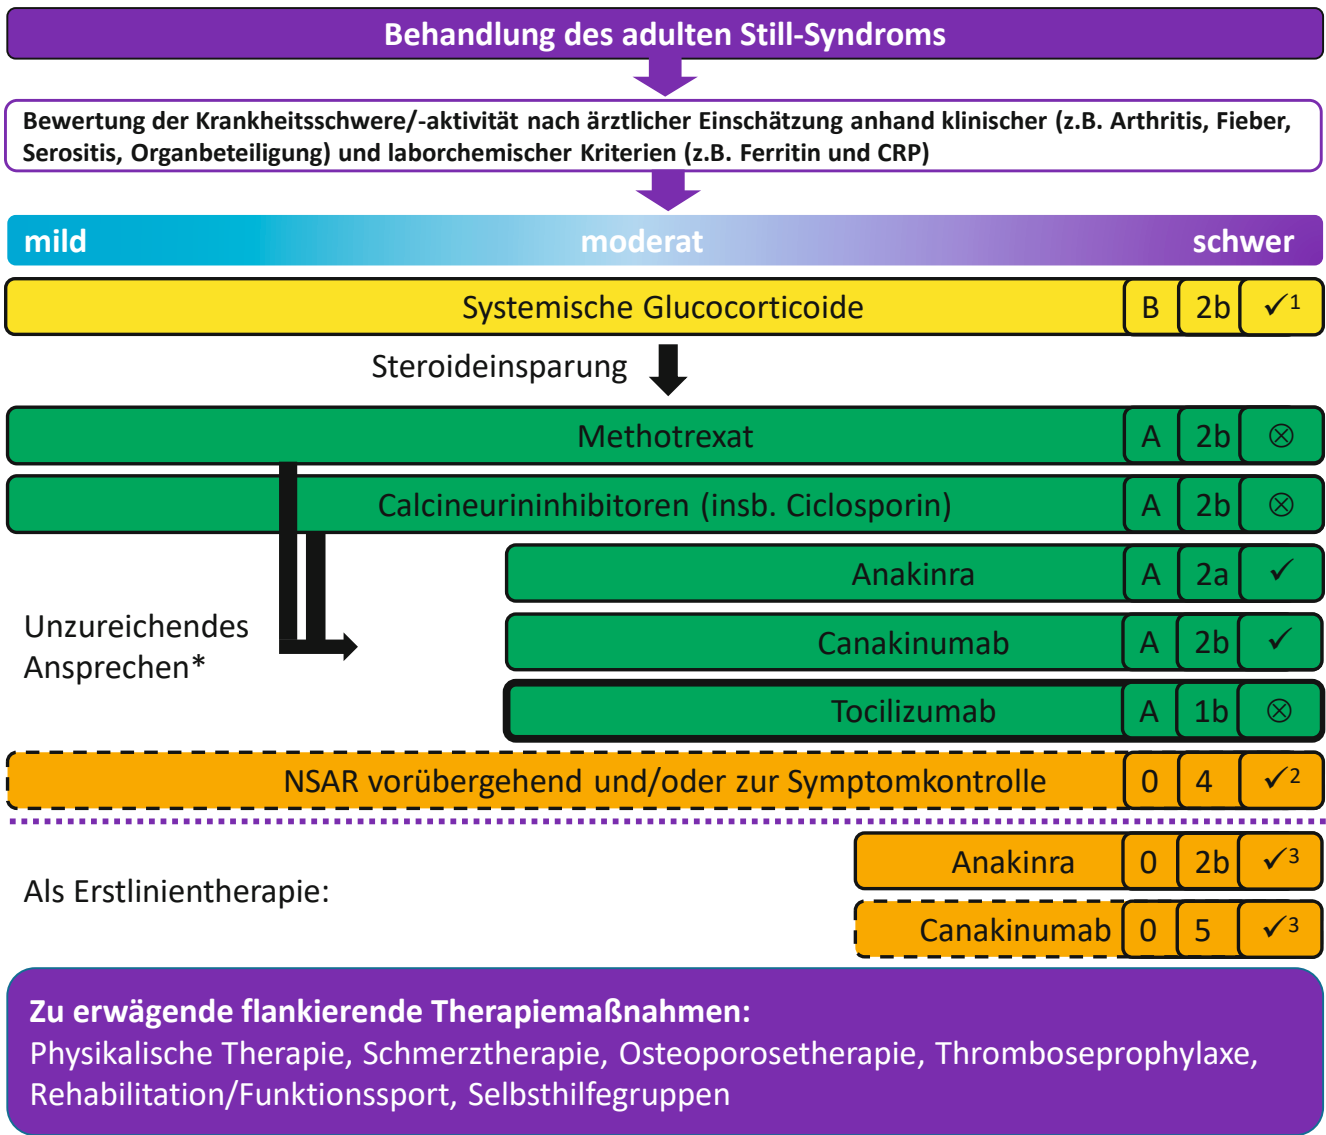 Behandlung des adulten Still-Syndroms
Bewertung der Krankheitsschwere/-aktivität nach ärztlicher Einschätzung anhand klinischer (z.B. Arthritis, Fieber,
Serositis, Organbeteiligung) und laborchemischer Kriterien (z.B. Ferritin und CRP)
mild moderat schwer
Systemische Glucocorticoide B 2b ✓¹
Steroideinsparung
Methotrexat A 2b ⊗
Calcineurininhibitoren (insb. Ciclosporin) A 2b ⊗
Anakinra A 2a ✓
Unzureichendes
Ansprechen*
Canakinumab A 2b ✓
Tocilizumab A 1b ⊗
NSAR vorübergehend und/oder zur Symptomkontrolle 0 4 ✓²
Als Erstlinientherapie:
Anakinra 0 2b ✓³
Canakinumab 0 5 ✓³
Zu erwägende flankierende Therapiemaßnahmen:
Physikalische Therapie, Schmerztherapie, Osteoporosetherapie, Thromboseprophylaxe,
Rehabilitation/Funktionssport, Selbsthilfegruppen